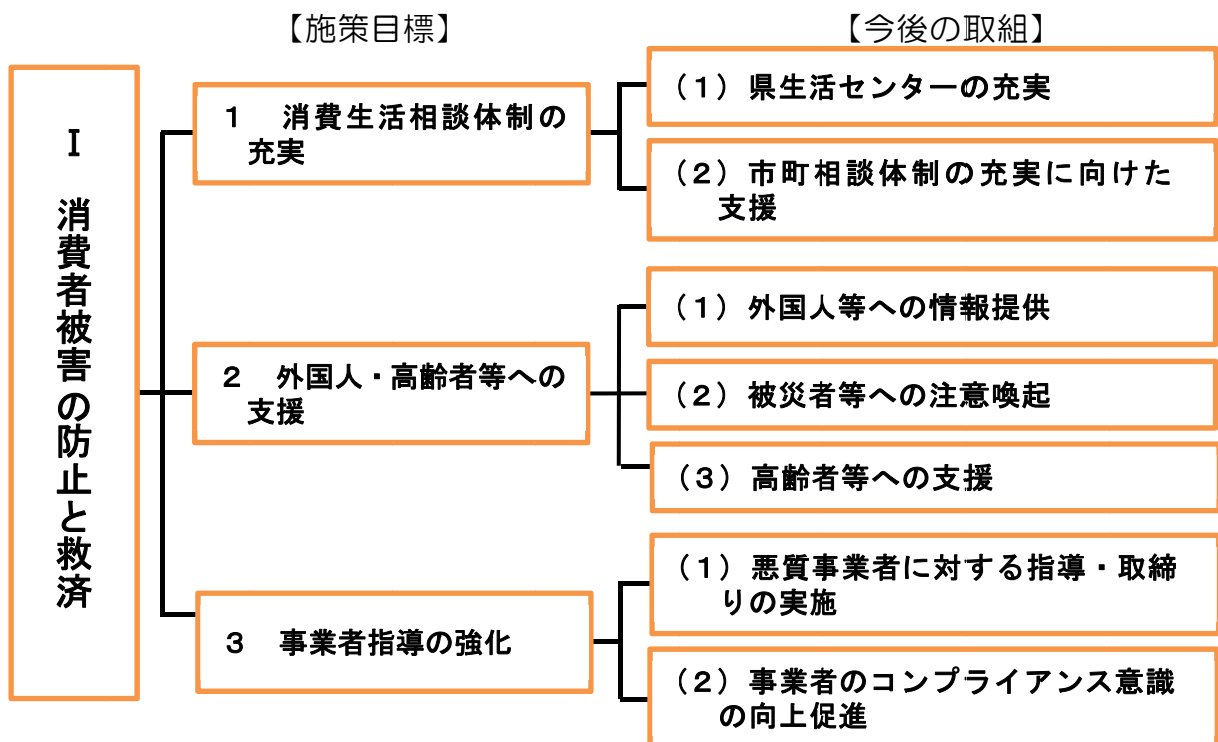 【施策目標】
【今後の取組】
Ⅰ 消費者被害の防止と救済
1 消費生活相談体制の
充実
(1)県生活センターの充実
(2)市町相談体制の充実に向けた
支援
2 外国人・高齢者等への
支援
(1)外国人等への情報提供
(2)被災者等への注意喚起
(3)高齢者等への支援
3 事業者指導の強化
(1)悪質事業者に対する指導・取締
りの実施
(2)事業者のコンプライアンス意識
の向上促進